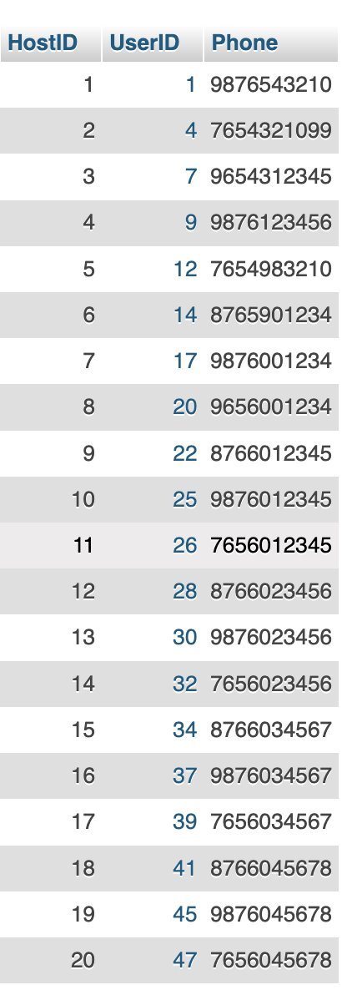 HostID UserID Phone
1 1 9876543210
2 4 7654321099
3 7 9654312345
4 9 9876123456
5 12 7654983210
6 14 8765901234
7 17 9876001234
8 20 9656001234
9 22 8766012345
10 25 9876012345
11 26 7656012345
12 28 8766023456
13 30 9876023456
14 32 7656023456
15 34 8766034567
16 37 9876034567
17 39 7656034567
18 41 8766045678
19 45 9876045678
20 47 7656045678